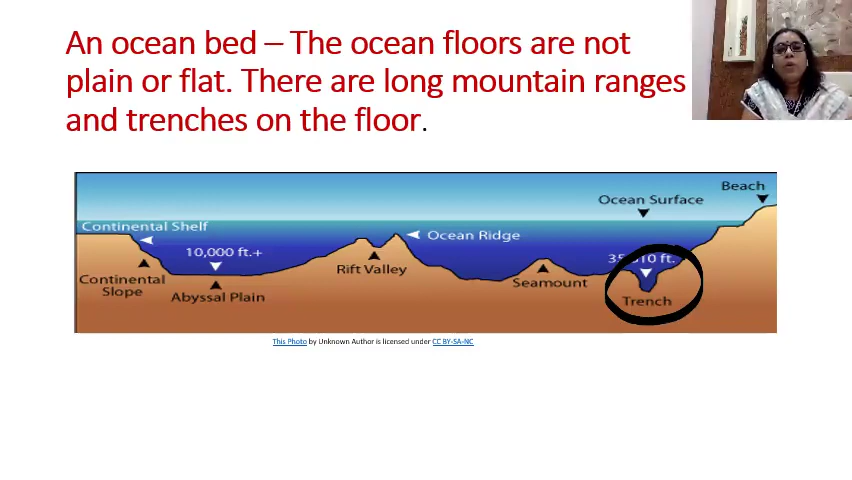 An ocean bed – The ocean floors are not
plain or flat. There are long mountain ranges
and trenches on the floor.
Beach
Ocean Surface
Continental Shelf
Ocean Ridge
10,000 ft.+
Rift Valley
Continental
Slope
Abyssal Plain
Seamount
Trench
This Photo by Unknown Author is licensed under CC BY-SA-NC